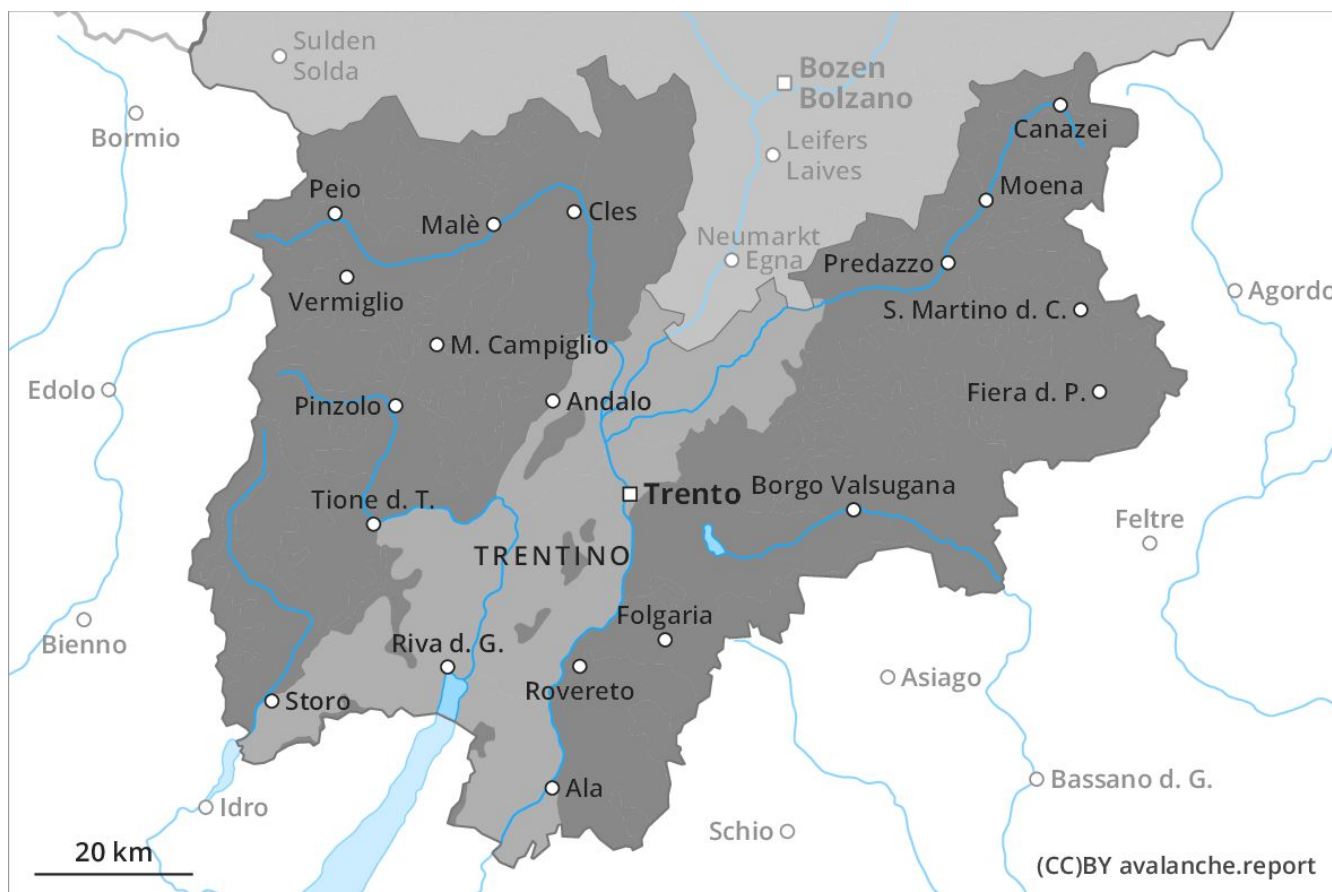 Sulden
Solda
Bozen
Bolzano
Bormio
Canazei
Leifers
Laives
Peio
Moena
Malè
Cles
Neumarkt
Egna
Predazzo
Vermiglio
Agordo
S. Martino d. C.
M. Campiglio
Edolo
Pinzolo
Andalo
Fiera d. P.
Trento
Borgo Valsugana
Tione d. T.
Feltre
TRENTINO
Folgaria
Bienno
Riva d. G.
Asiago
Rovereto
Storo
Bassano d. G.
Ala
Idro
Schio
20 km
(CC)BY avalanche.report